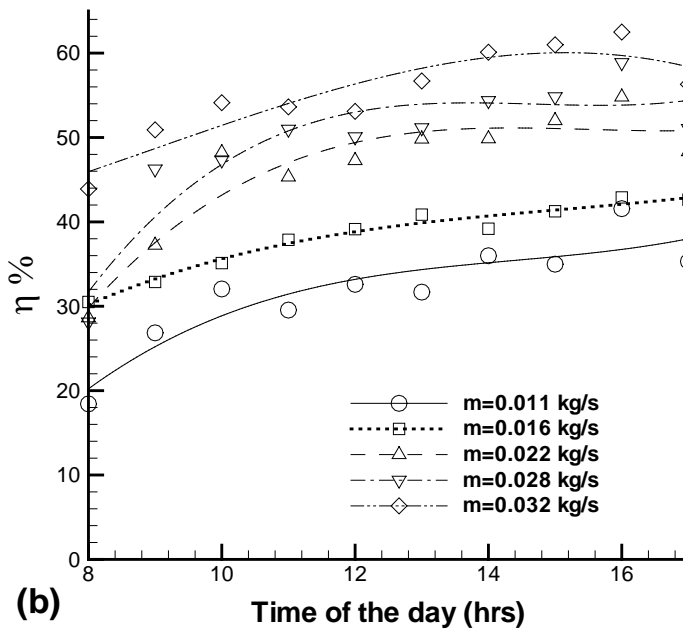 60
50
40
η %
30
20
10
0
m=0.011 kg/s
m=0.016 kg/s
m=0.022 kg/s
m=0.028 kg/s
m=0.032 kg/s
8 10 12 14 16
(b) Time of the day (hrs)